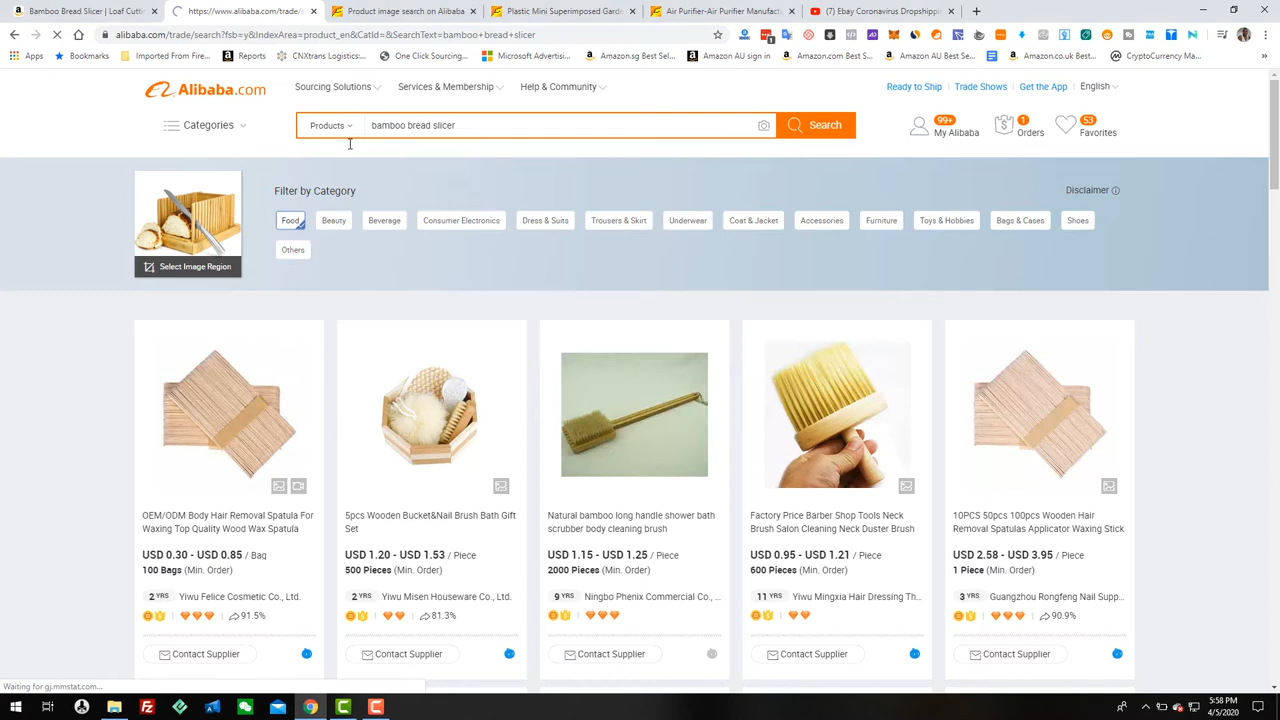 Bamboo Bread Slicer | Loaf Cutter
https://www.alibaba.com/trade/s
Product image search on Alibaba
Plastic Mini Superimposed Garde
Air Purifier-Air Purifier Manufact
(7) Ebay Coronavirus Dropshippi
alibaba.com/trade/search?fsb=y&IndexArea=product_en&CatId=&SearchText=bamboo+bread+slicer
Apps
Bookmarks
Imported From Fire...
Reports
CNXtrans Logistics:...
One Click Sourcing...
Microsoft Advertisi...
Amazon.sg Best Sel...
Amazon AU sign in
Amazon.com Best S...
Amazon AU Best Se...
Amazon.co.uk Best...
CryptoCurrency Ma...
Alibaba.com
Sourcing Solutions
Services & Membership
Help & Community
Ready to Ship
Trade Shows
Get the App
English
Categories
Products
bamboo bread slicer
Search
99+
My Alibaba
1
Orders
53
Favorites
Filter by Category
Disclaimer
Select Image Region
Food
Beauty
Beverage
Consumer Electronics
Dress & Suits
Trousers & Skirt
Underwear
Coat & Jacket
Accessories
Furniture
Toys & Hobbies
Bags & Cases
Shoes
Others
OEM/ODM Body Hair Removal Spatula For
Waxing Top Quality Wood Wax Spatula
USD 0.30 - USD 0.85 / Bag
100 Bags (Min. Order)
2 YRS Yiwu Felice Cosmetic Co., Ltd.
91.5%
Contact Supplier
5pcs Wooden Bucket&Nail Brush Bath Gift
Set
USD 1.20 - USD 1.53 / Piece
500 Pieces (Min. Order)
2 YRS Yiwu Misen Houseware Co., Ltd.
81.3%
Contact Supplier
Natural bamboo long handle shower bath
scrubber body cleaning brush
USD 1.15 - USD 1.25 / Piece
2000 Pieces (Min. Order)
9 YRS Ningbo Phenix Commercial Co., ...
Contact Supplier
Factory Price Barber Shop Tools Neck
Brush Salon Cleaning Neck Duster Brush
USD 0.95 - USD 1.21 / Piece
600 Pieces (Min. Order)
11 YRS Yiwu Mingxia Hair Dressing Th...
Contact Supplier
10PCS 50pcs 100pcs Wooden Hair
Removal Spatulas Applicator Waxing Stick
USD 2.58 - USD 3.95 / Piece
1 Piece (Min. Order)
3 YRS Guangzhou Rongfeng Nail Supp...
90.9%
Contact Supplier
Waiting for gj.mmstat.com...
5:58 PM
4/5/2020